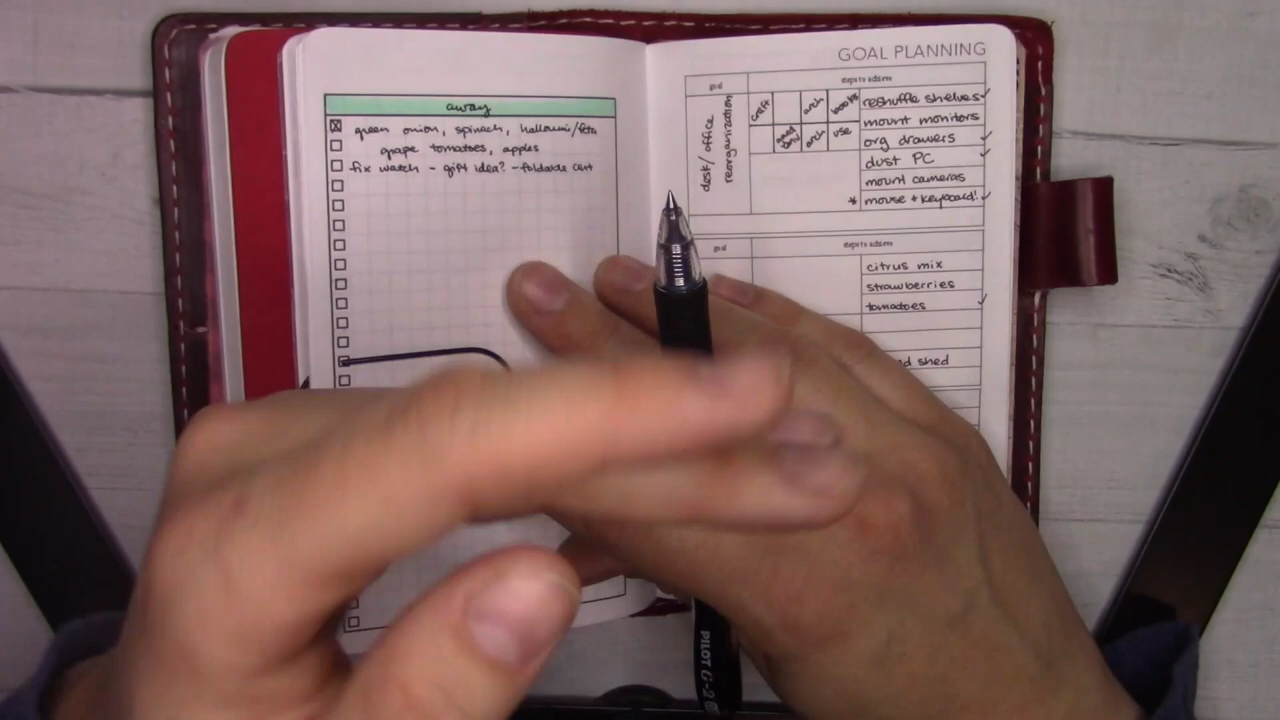 away
green onion, spinach, halloumi/feta
grape tomatoes, apples
fix watch - gift idea? - foldable cert
GOAL PLANNING
goal
steps to achieve
desk/office
reorganization
craft
arch
books
arch
use
reshuffle shelves
mount monitors
org drawers
dust PC
mount cameras
* mouse + keyboard!
goal
steps to achieve
citrus mix
strawberries
tomatoes
shed
PILOT G-2